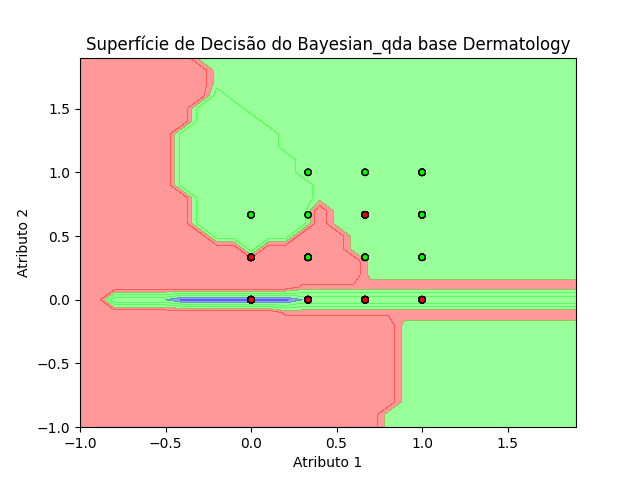 Superfície de Decisão do Bayesian_qda base Dermatology
Atributo 2
1.5
1.0
0.5
0.0
−0.5
−1.0
−1.0 −0.5 0.0 0.5 1.0 1.5
Atributo 1